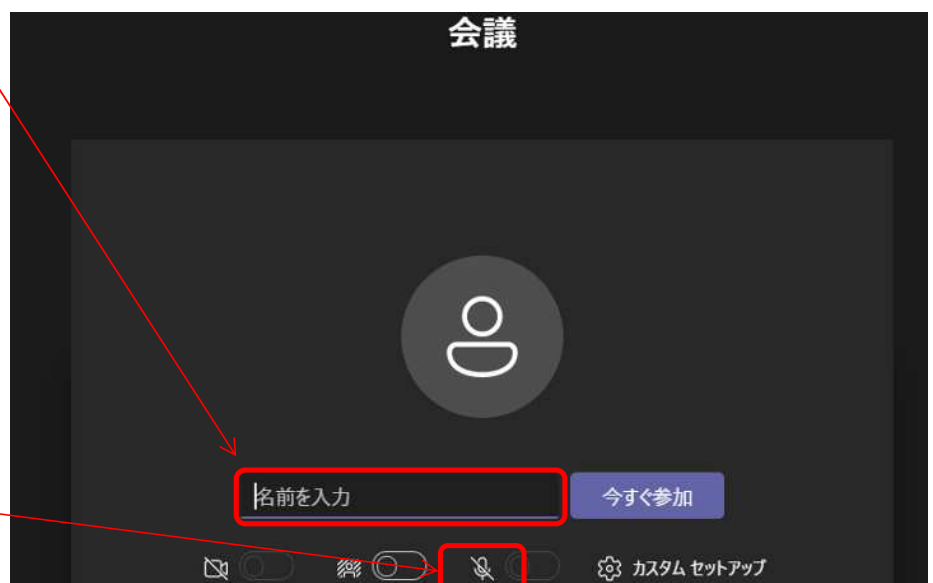 会議
名前を入力
今すぐ参加
カスタム セットアップ